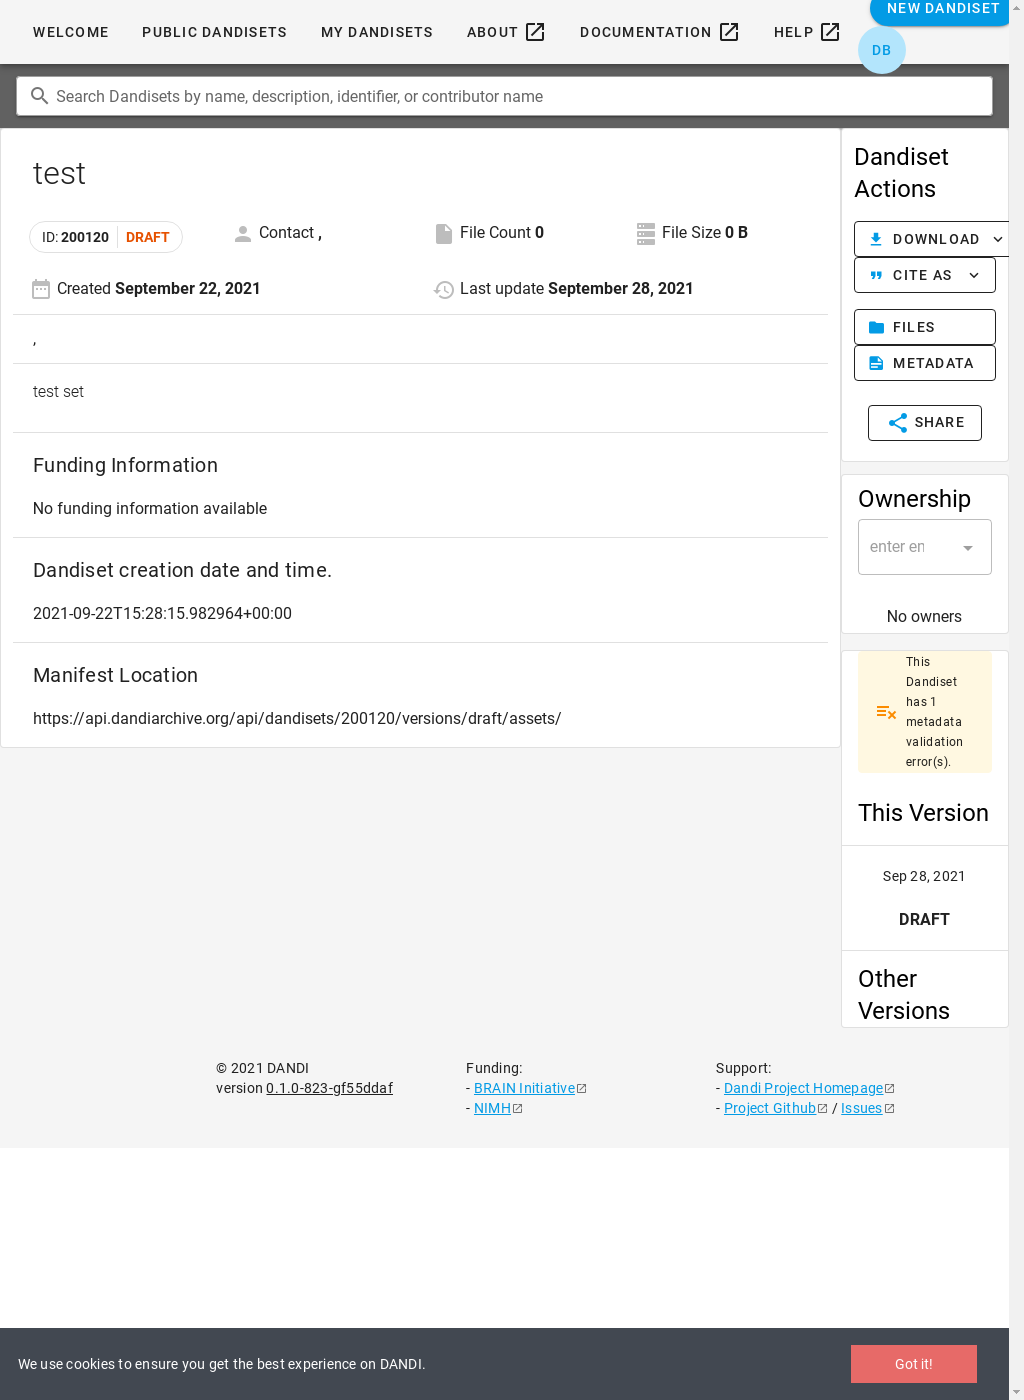 WELCOME PUBLIC DANDISETS MY DANDISETS ABOUT DOCUMENTATION HELP NEW DANDISET
DB
Search Dandisets by name, description, identifier, or contributor name
test
ID: 200120 DRAFT Contact , File Count 0 File Size 0 B
Created September 22, 2021 Last update September 28, 2021
,
test set
Funding Information
No funding information available
Dandiset creation date and time.
2021-09-22T15:28:15.982964+00:00
Manifest Location
https://api.dandiarchive.org/api/dandisets/200120/versions/draft/assets/
Dandiset
Actions
DOWNLOAD
CITE AS
FILES
METADATA
SHARE
Ownership
enter em
No owners
This
Dandiset
has 1
metadata
validation
error(s).
This Version
Sep 28, 2021
DRAFT
Other
Versions
© 2021 DANDI
version 0.1.0-823-gf55ddaf
Funding:
- BRAIN Initiative
- NIMH
Support:
- Dandi Project Homepage
- Project Github / Issues
We use cookies to ensure you get the best experience on DANDI.
Got it!